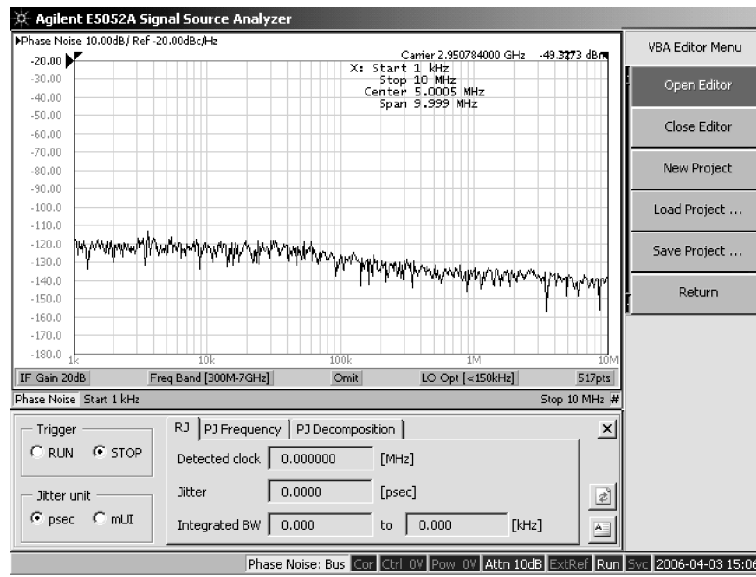 Agilent E5052A Signal Source Analyzer
Phase Noise 10.00dB/ Ref -20.00dBc/Hz
Carrier 2.950784000 GHz -49.3273 dBm
X: Start 1 kHz
Stop 10 MHz
Center 5.0005 MHz
Span 9.999 MHz
-20.00
-30.00
-40.00
-50.00
-60.00
-70.00
-80.00
-90.00
-100.0
-110.0
-120.0
-130.0
-140.0
-150.0
-160.0
-170.0
-180.0
1k 10k 100k 1M 10M
IF Gain 20dB Freq Band [300M-7GHz] Omit LO Opt [<150kHz] 517pts
Phase Noise Start 1 kHz Stop 10 MHz #
VBA Editor Menu
Open Editor
Close Editor
New Project
Load Project ...
Save Project ...
Return
Trigger
RUN STOP
Jitter unit
psec mUI
RJ PJ Frequency PJ Decomposition
Detected clock 0.000000 [MHz]
Jitter 0.0000 [psec]
Integrated BW 0.000 to 0.000 [kHz]
Phase Noise: Bus Cor Ctrl 0V Pow 0V Attn 10dB ExtRef Run Svc 2006-04-03 15:06